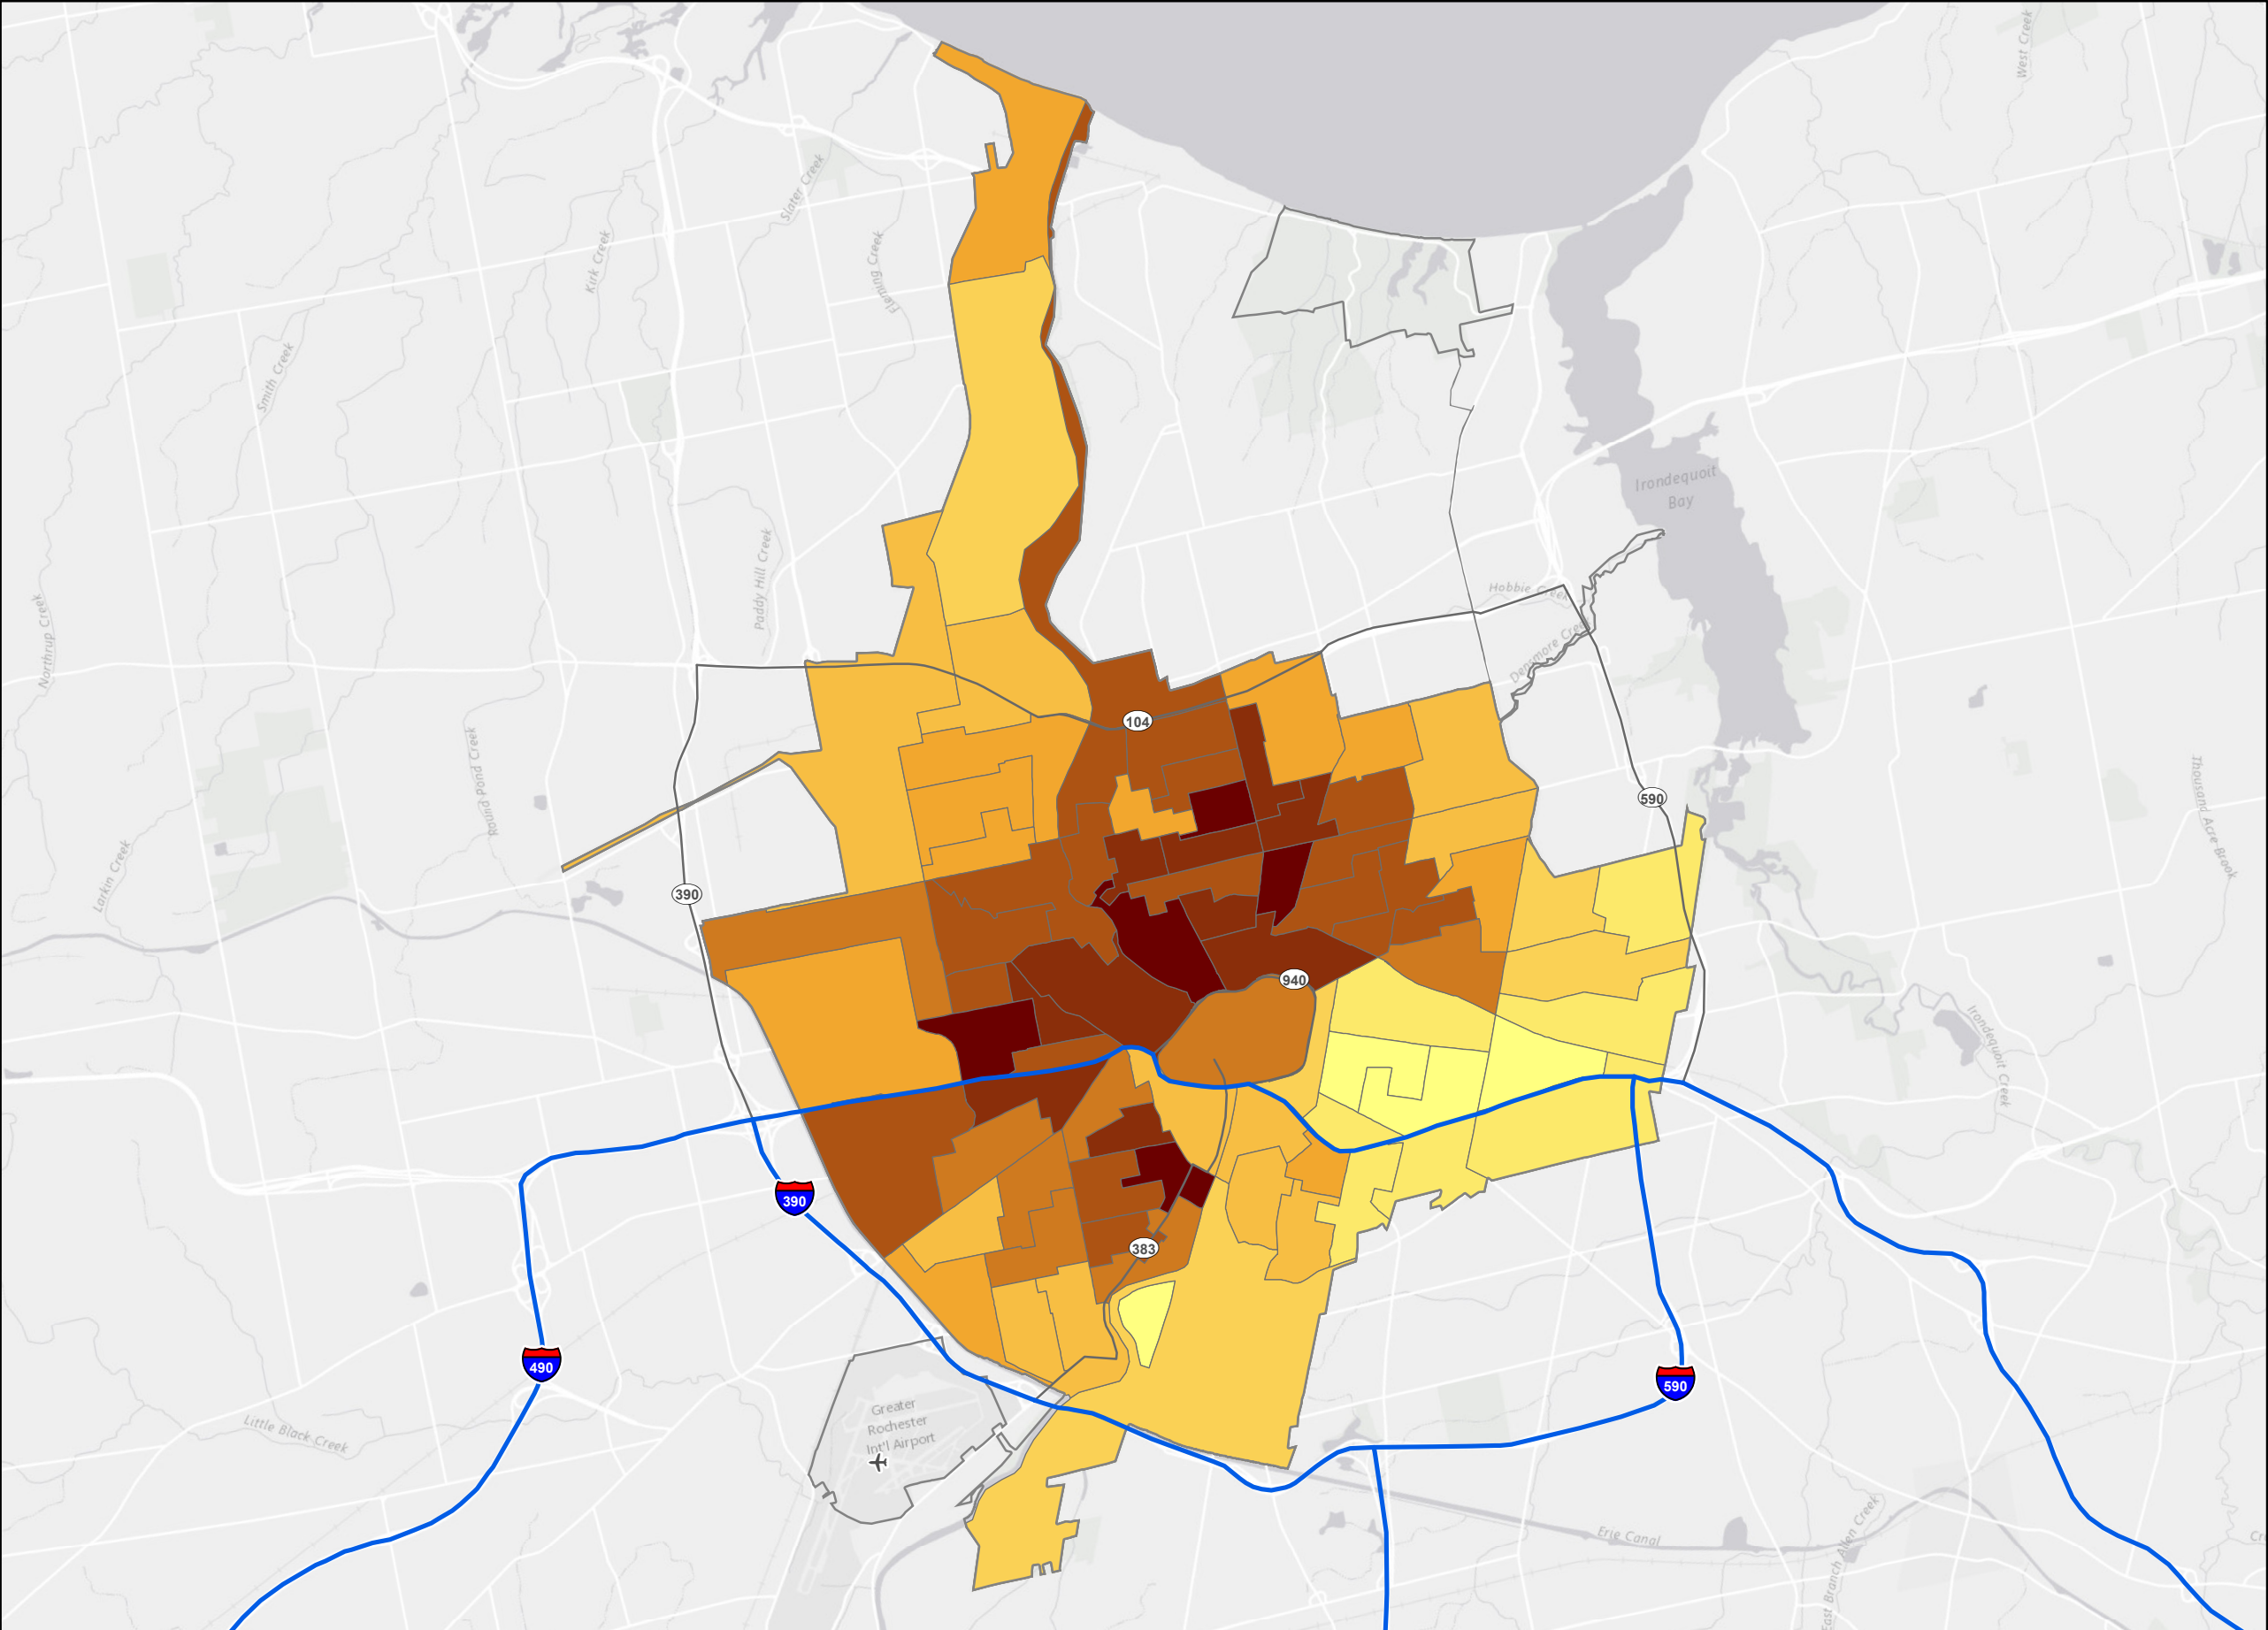 West Creek
Slater Creek
Kirk Creek
Fleming Creek
Smith Creek
Irondequoit
Bay
Paddy Hill Creek
Hobbie Creek
Northrup Creek
Densmore Creek
104
Round Pond Creek
590
Thousand Acre Brook
Larkin Creek
390
940
Irondequoit Creek
390
383
490
590
Greater
Rochester
Int'l Airport
Little Black Creek
Erie Canal
East Branch Allen Creek